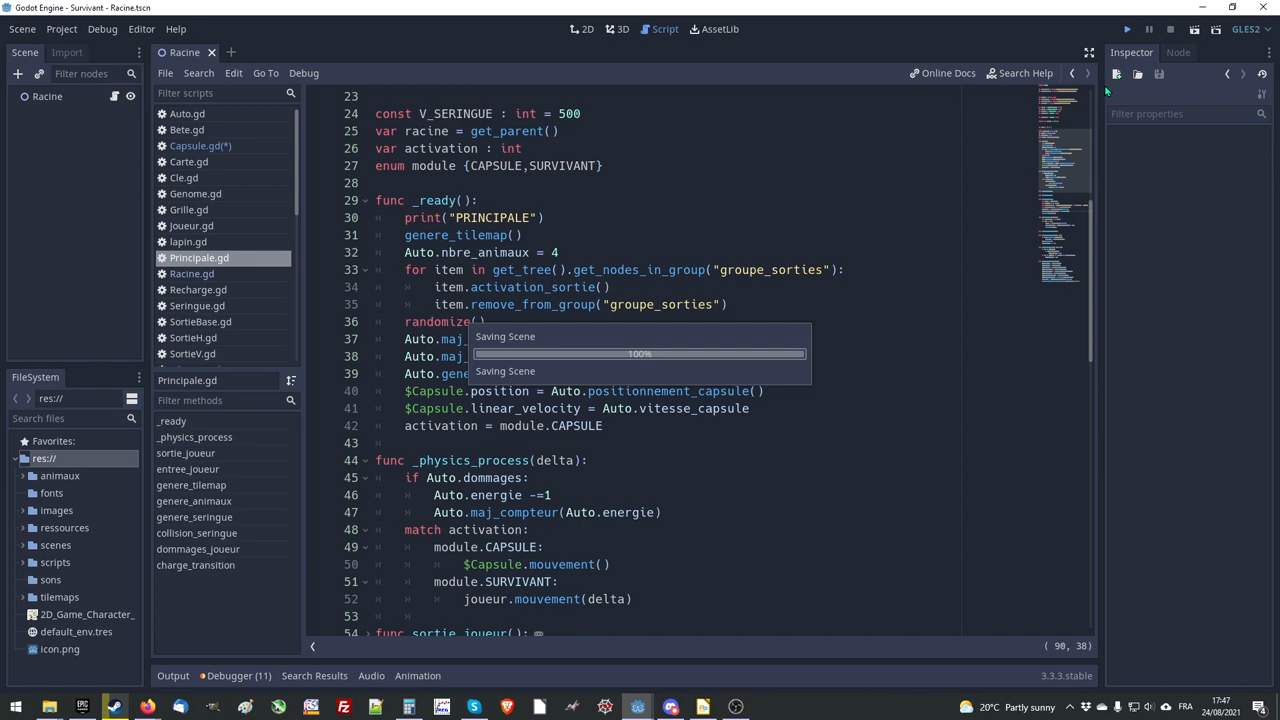 Godot Engine - Survivant - Racine.tscn
Scene Project Debug Editor Help
2D 3D Script AssetLib
GLES2
Scene Import
Racine
Inspector Node
Filter nodes
File Search Edit Go To Debug
Online Docs Search Help
Racine
Filter scripts
Filter properties
Auto.gd
Bete.gd
Capsule.gd(*)
Carte.gd
Cle.gd
Genome.gd
Grille.gd
Joueur.gd
lapin.gd
Principale.gd
Racine.gd
Recharge.gd
Seringue.gd
SortieBase.gd
SortieH.gd
SortieV.gd
23
24 const V_SERINGUE : int = 500
25 var racine = get_parent()
26 var activation : int
27 enum module {CAPSULE,SURVIVANT}
28
29 func _ready():
30 print("PRINCIPALE")
31 genere_tilemap()
32 Auto.nbre_animaux = 4
33 for item in get_tree().get_nodes_in_group("groupe_sorties"):
34 item.activation_sortie()
35 item.remove_from_group("groupe_sorties")
36 randomize()
37 Auto.maj_
38 Auto.maj_
39 Auto.gene
40 $Capsule.position = Auto.positionnement_capsule()
41 $Capsule.linear_velocity = Auto.vitesse_capsule
42 activation = module.CAPSULE
43
44 func _physics_process(delta):
45 if Auto.dommages:
46 Auto.energie -=1
47 Auto.maj_compteur(Auto.energie)
48 match activation:
49 module.CAPSULE:
50 $Capsule.mouvement()
51 module.SURVIVANT:
52 joueur.mouvement(delta)
53
54 func sortie_joueur():
Saving Scene
100%
Saving Scene
FileSystem
res://
Search files
Favorites:
res://
animaux
fonts
images
ressources
scenes
scripts
sons
tilemaps
2D_Game_Character_
default_env.tres
icon.png
Principale.gd
Filter methods
_ready
_physics_process
sortie_joueur
entree_joueur
genere_tilemap
genere_animaux
genere_seringue
collision_seringue
dommages_joueur
charge_transition
( 90, 38)
Output Debugger (11) Search Results Audio Animation
3.3.3.stable
20°C Partly sunny
FRA
17:47
24/08/2021